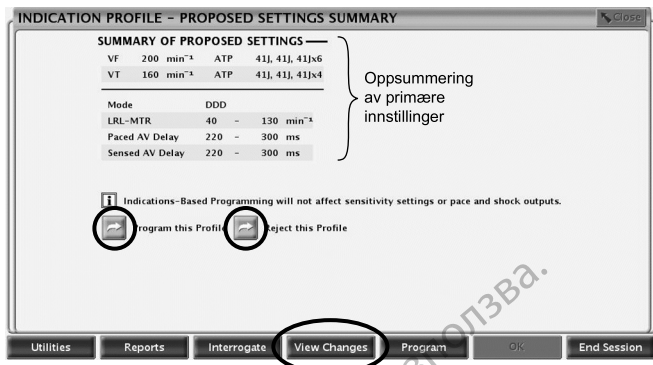 INDICATION PROFILE – PROPOSED SETTINGS SUMMARY
Close
SUMMARY OF PROPOSED SETTINGS
VF 200 min⁻¹ ATP 41J, 41J, 41Jx6
VT 160 min⁻¹ ATP 41J, 41J, 41Jx4
Mode DDD
LRL-MTR 40 - 130 min⁻¹
Paced AV Delay 220 - 300 ms
Sensed AV Delay 220 - 300 ms
Oppsummering
av primære
innstillinger
i Indications-Based Programming will not affect sensitivity settings or pace and shock outputs.
Program this Profile Reject this Profile
Utilities Reports Interrogate View Changes Program OK End Session